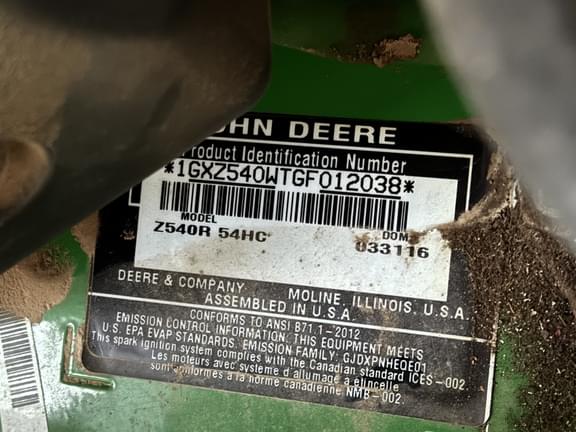 OHN DEERE
Product Identification Number
*1GXZ540WTGF012038*
MODEL DOM
Z540R 54HC 033116
DEERE & COMPANY MOLINE, ILLINOIS, U.S.A.
ASSEMBLED IN U.S.A.
CONFORMS TO ANSI B71.1-2012
EMISSION CONTROL INFORMATION: THIS EQUIPMENT MEETS
U.S. EPA EVAP STANDARDS. EMISSION FAMILY: GJDXPNHEQE01
This spark ignition system complies with the Canadian standard ICES-002.
Les moteurs avec système d'allumage a étincelle
sont conformes a la norme canadienne NMB-002.